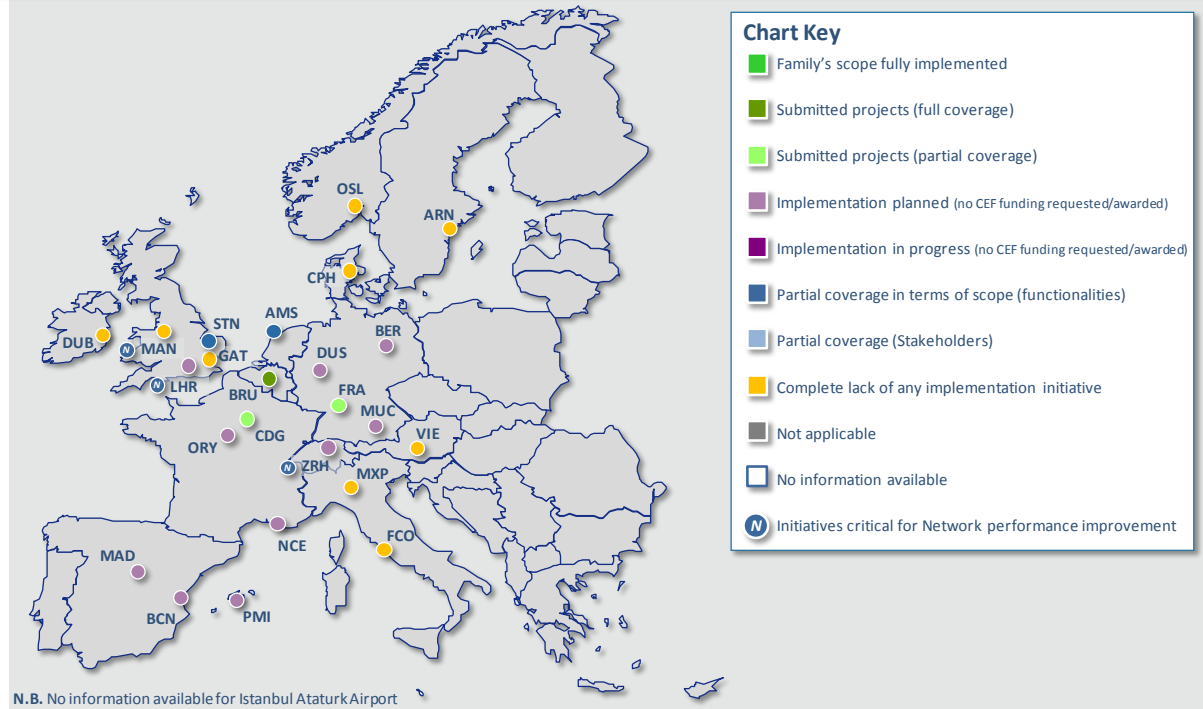 Chart Key
Family's scope fully implemented
Submitted projects (full coverage)
Submitted projects (partial coverage)
Implementation planned (no CEF funding requested/awarded)
Implementation in progress (no CEF funding requested/awarded)
Partial coverage in terms of scope (functionalities)
Partial coverage (Stakeholders)
Complete lack of any implementation initiative
Not applicable
No information available
N Initiatives critical for Network performance improvement
OSL
ARN
CPH
AMS
STN
BER
DUB
N
MAN
GAT
DUS
N
LHR
BRU
FRA
MUC
CDG
ORY
VIE
N
ZRH
MXP
NCE
FCO
MAD
BCN
PMI
N.B. No information available for Istanbul Ataturk Airport